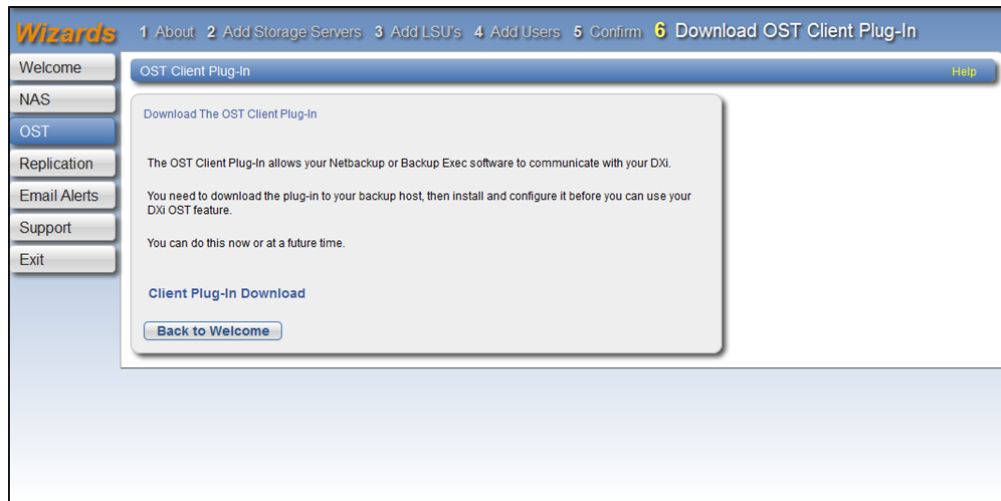 Wizards
1 About 2 Add Storage Servers 3 Add LSU's 4 Add Users 5 Confirm 6 Download OST Client Plug-In
Welcome
NAS
OST
Replication
Email Alerts
Support
Exit
OST Client Plug-In
Help
Download The OST Client Plug-In
The OST Client Plug-In allows your Netbackup or Backup Exec software to communicate with your DXi.
You need to download the plug-in to your backup host, then install and configure it before you can use your
DXi OST feature.
You can do this now or at a future time.
Client Plug-In Download
Back to Welcome